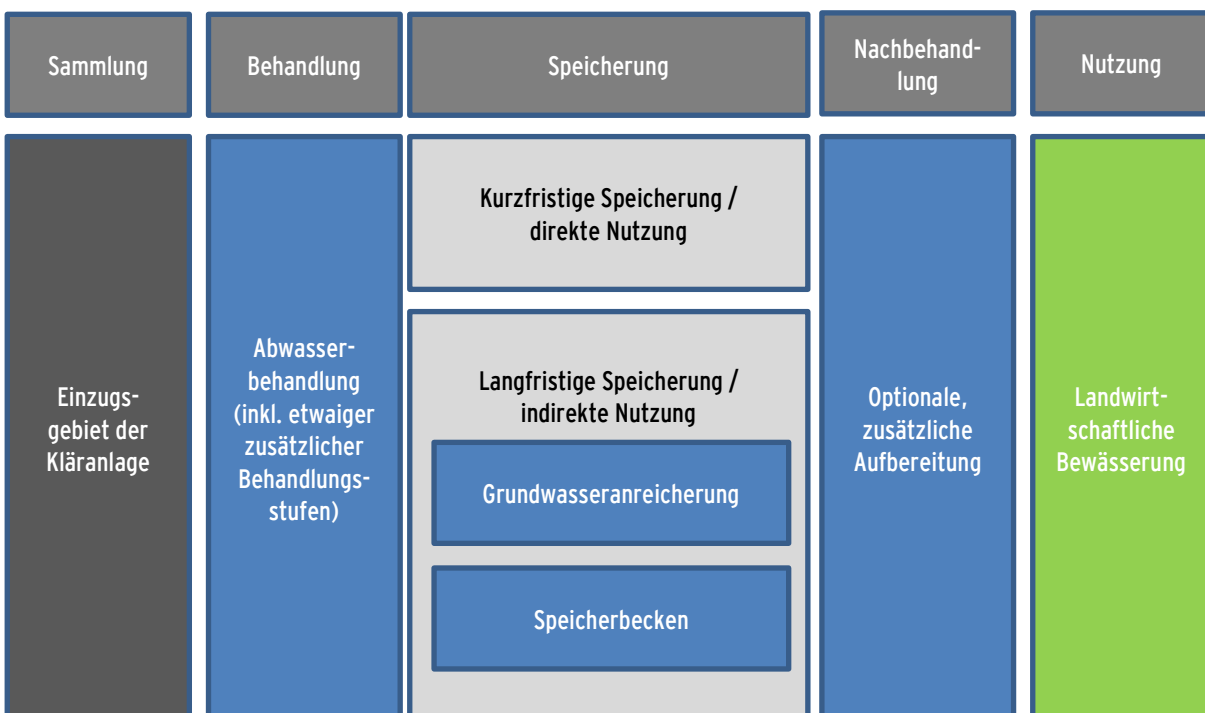 Sammlung
Behandlung
Speicherung
Nachbehand-
lung
Nutzung
Einzugs-
gebiet der
Kläranlage
Abwasser-
behandlung
(inkl. etwaiger
zusätzlicher
Behandlungs-
stufen)
Kurzfristige Speicherung /
direkte Nutzung
Langfristige Speicherung /
indirekte Nutzung
Grundwasseranreicherung
Speicherbecken
Optionale,
zusätzliche
Aufbereitung
Landwirt-
schaftliche
Bewässerung